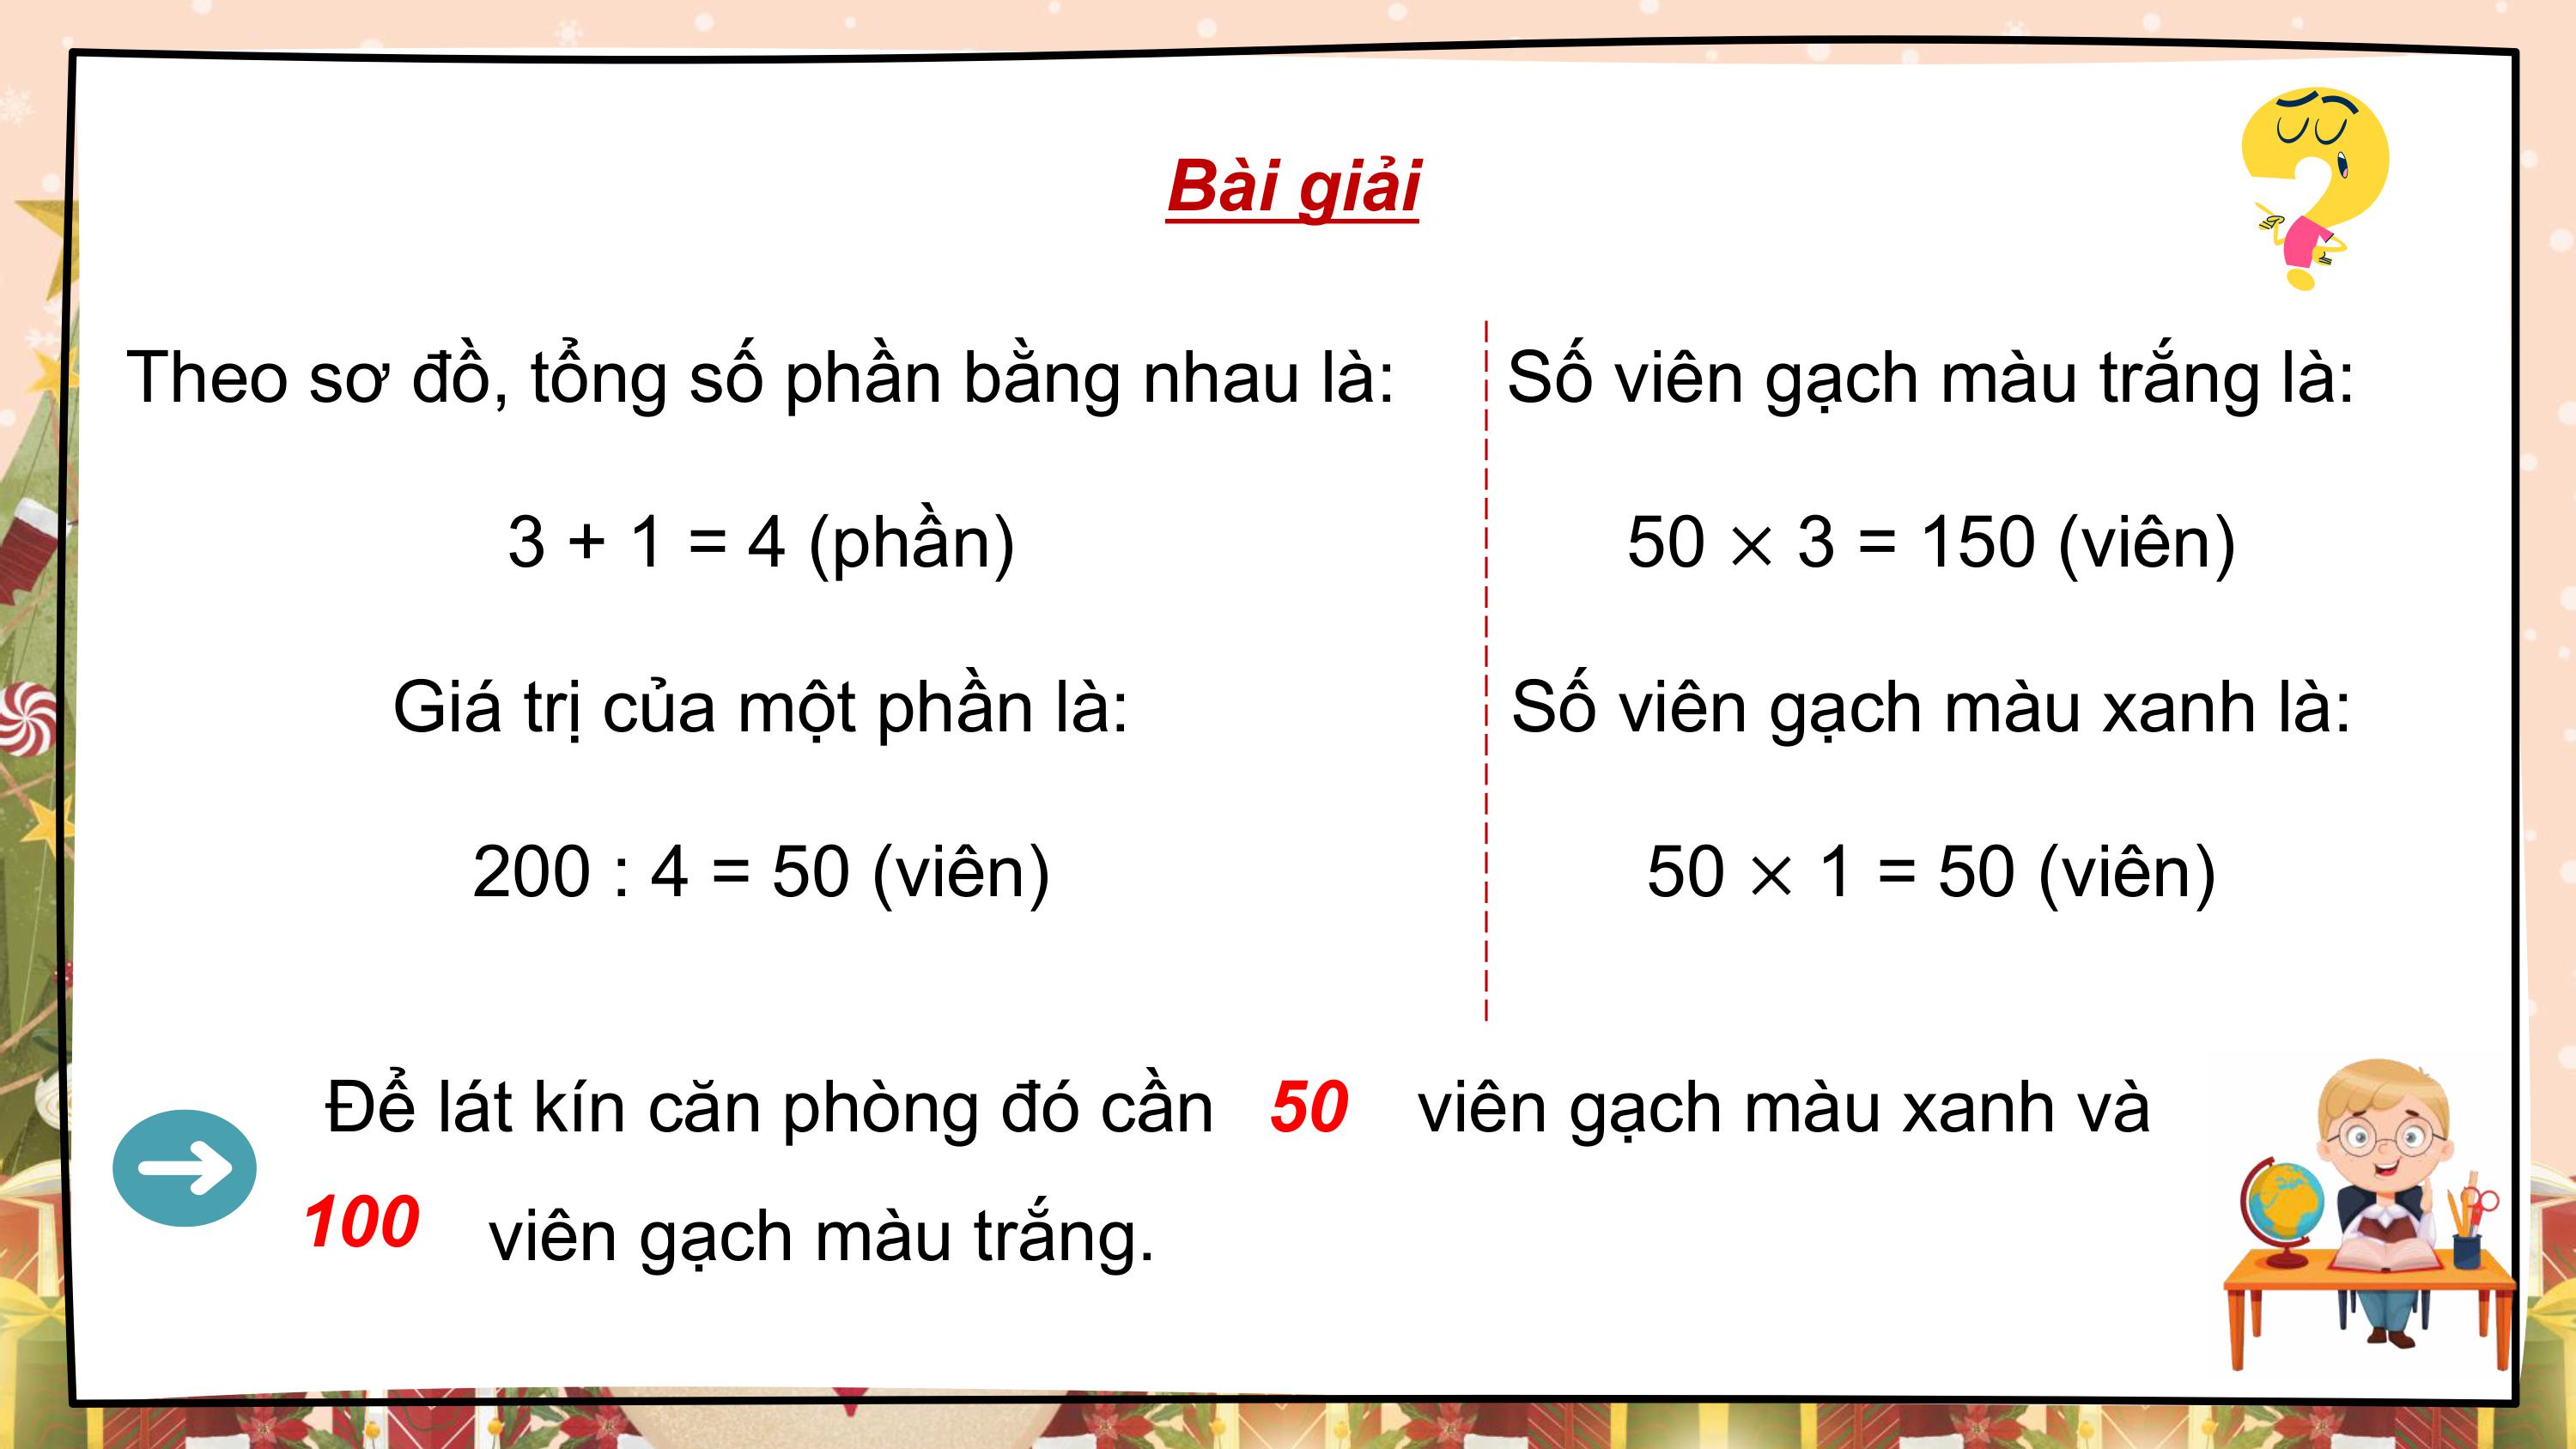 Bài giải
Theo sơ đồ, tổng số phần bằng nhau là:
3 + 1 = 4 (phần)
Giá trị của một phần là:
200 : 4 = 50 (viên)
Số viên gạch màu trắng là:
50 × 3 = 150 (viên)
Số viên gạch màu xanh là:
50 × 1 = 50 (viên)
Để lát kín căn phòng đó cần 50 viên gạch màu xanh và
100 viên gạch màu trắng.